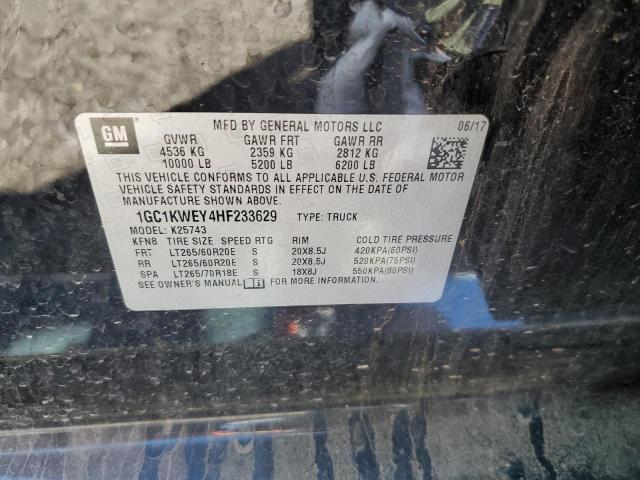 GM
MFD BY GENERAL MOTORS LLC 06/17
GVWR GAWR FRT GAWR RR
4536 KG 2359 KG 2812 KG
10000 LB 5200 LB 6200 LB
THIS VEHICLE CONFORMS TO ALL APPLICABLE U.S. FEDERAL MOTOR
VEHICLE SAFETY STANDARDS IN EFFECT ON THE DATE OF
MANUFACTURE SHOWN ABOVE.
1GC1KWEY4HF233629 TYPE: TRUCK
MODEL: K25743
KFN8 TIRE SIZE SPEED RTG RIM COLD TIRE PRESSURE
FRT LT265/60R20E S 20X8.5J 420KPA(60PSI)
RR LT265/60R20E S 20X8.5J 520KPA(75PSI)
SPA LT265/70R18E S 18X8J 550KPA(80PSI)
SEE OWNER'S MANUAL FOR MORE INFORMATION.